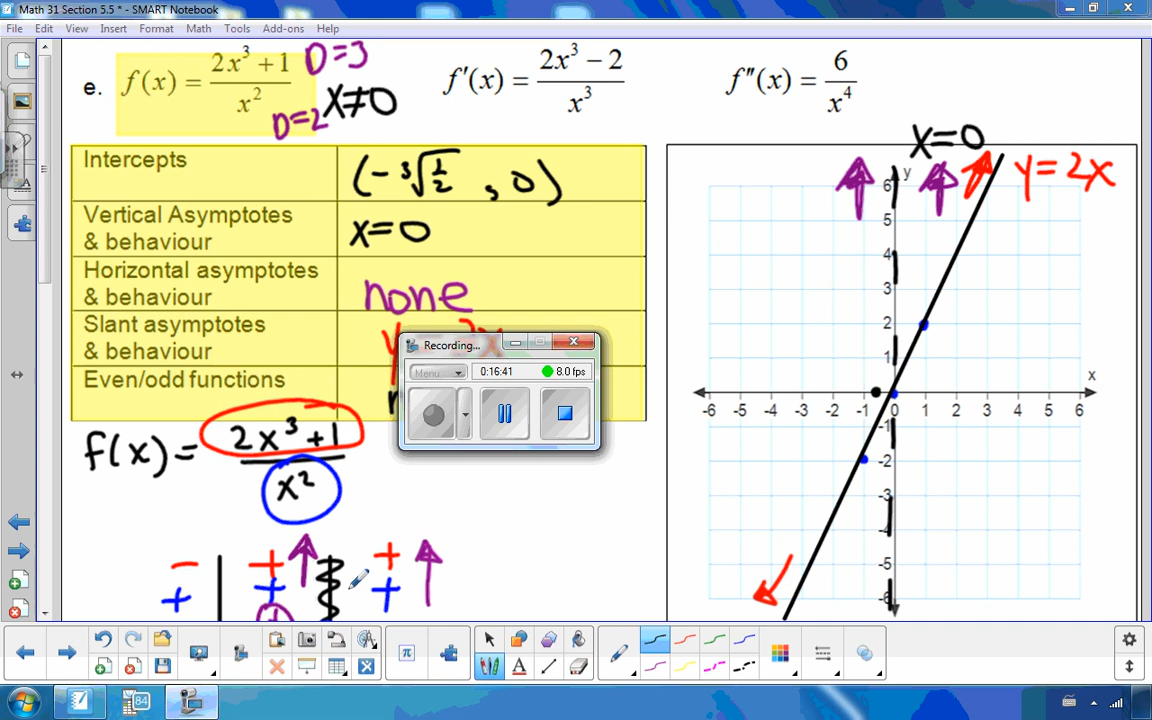 Math 31 Section 5.5 * - SMART Notebook
File Edit View Insert Format Math Tools Add-ons Help
e. f(x) = (2x³ + 1)/x² D=3 D=2 x≠0 f′(x) = (2x³ − 2)/x³ f″(x) = 6/x⁴
x=0
y=2x
Intercepts (-³√(1/2), 0)
Vertical Asymptotes
& behaviour x=0
Horizontal asymptotes
& behaviour none
Slant asymptotes
& behaviour
Even/odd functions
Recording...
Menu 0:16:41 8.0 fps
y
6
5
4
3
2
1
x
-6 -5 -4 -3 -2 -1 0 1 2 3 4 5 6
-1
-2
-3
-4
-5
-6
f(x) = (2x³+1)/x²
- + +
+ + +
+
π
A
84